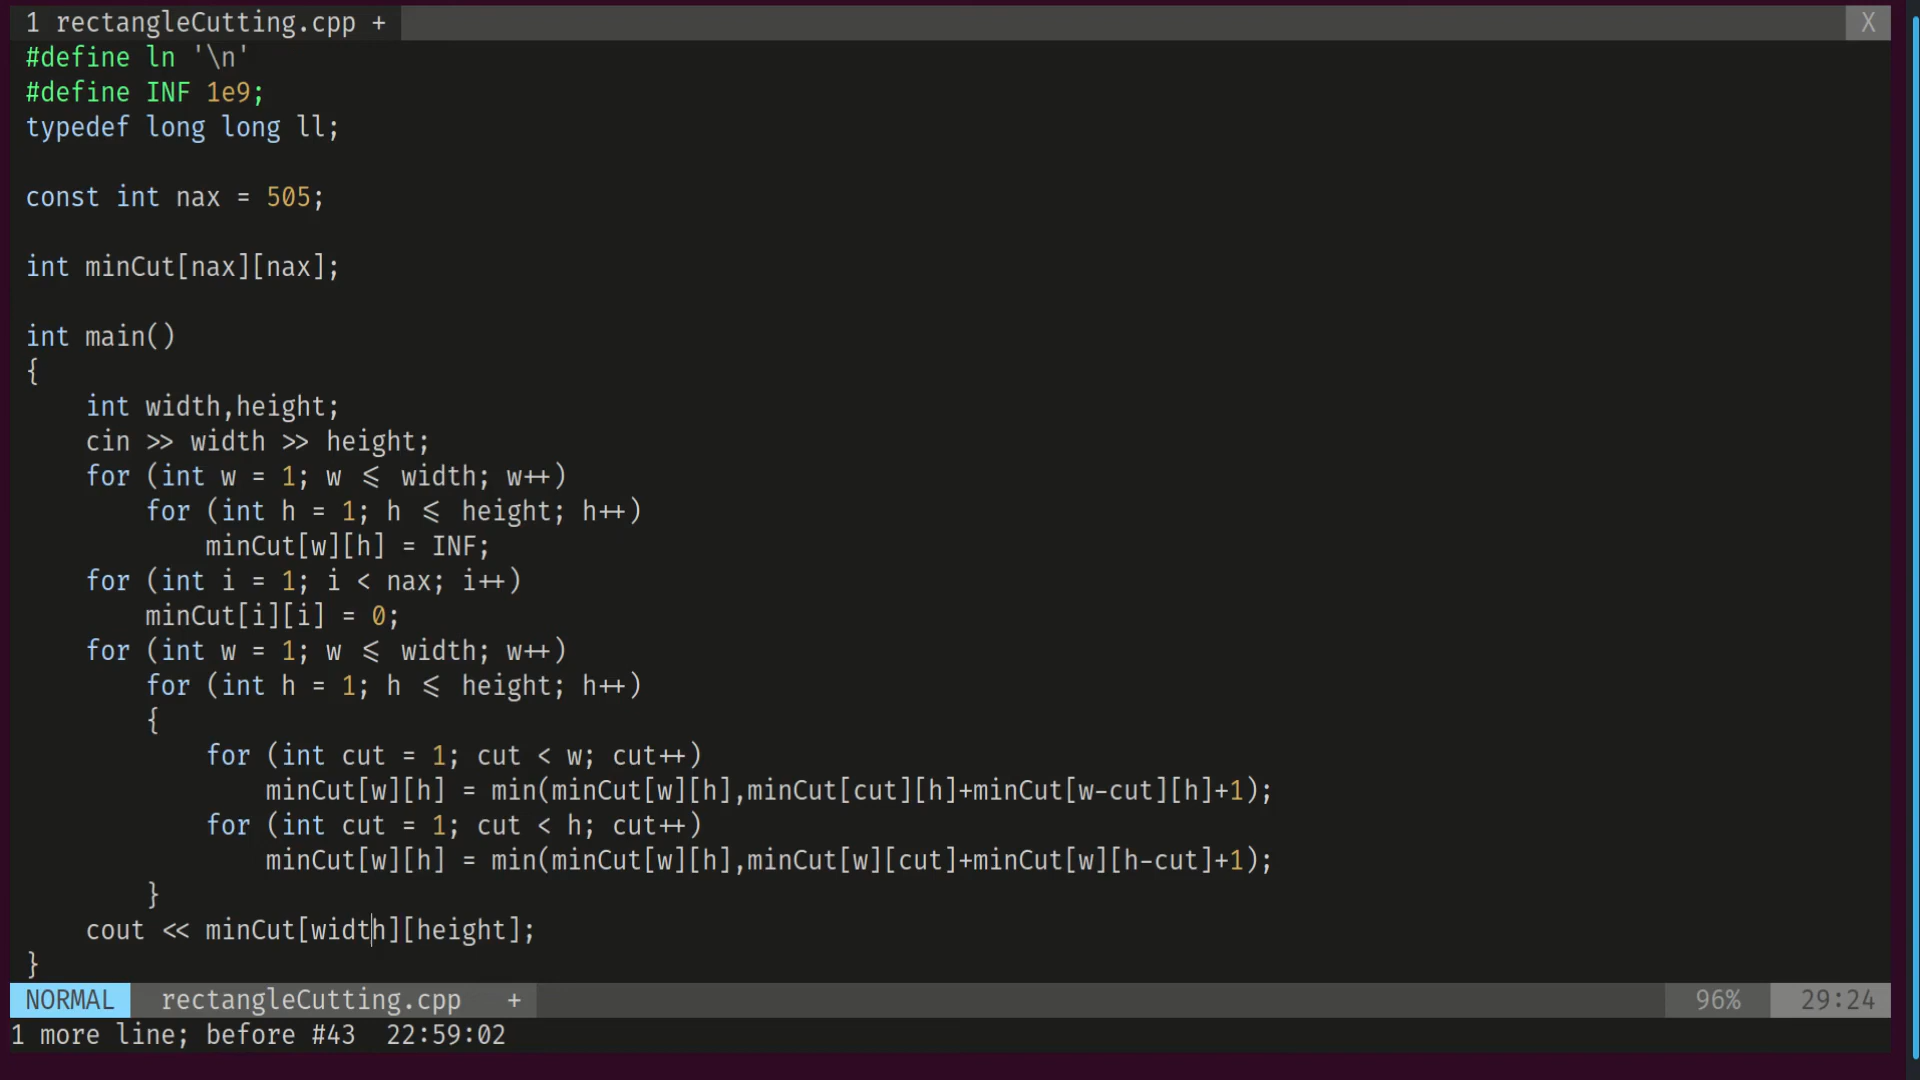 1 rectangleCutting.cpp + X
#define ln '\n'
#define INF 1e9;
typedef long long ll;
const int nax = 505;
int minCut[nax][nax];
int main()
{
    int width,height;
    cin >> width >> height;
    for (int w = 1; w <= width; w++)
        for (int h = 1; h <= height; h++)
            minCut[w][h] = INF;
    for (int i = 1; i < nax; i++)
        minCut[i][i] = 0;
    for (int w = 1; w <= width; w++)
        for (int h = 1; h <= height; h++)
        {
            for (int cut = 1; cut < w; cut++)
                minCut[w][h] = min(minCut[w][h],minCut[cut][h]+minCut[w-cut][h]+1);
            for (int cut = 1; cut < h; cut++)
                minCut[w][h] = min(minCut[w][h],minCut[w][cut]+minCut[w][h-cut]+1);
        }
    cout << minCut[width][height];
}
NORMAL rectangleCutting.cpp + 96% 29:24
1 more line; before #43 22:59:02